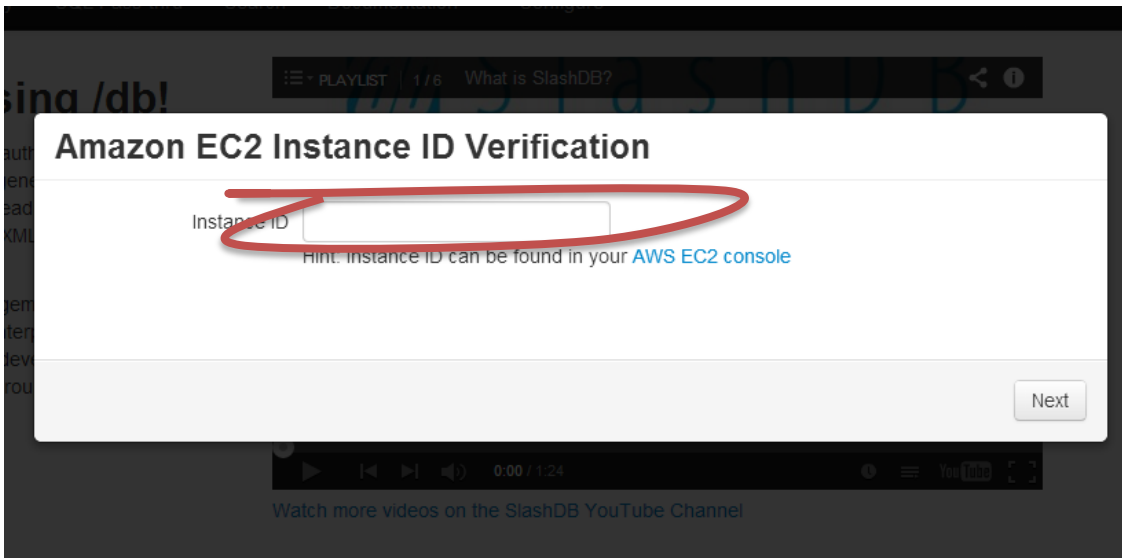 PLAYLIST 1/6 What is SlashDB?
SlashDB
sing /db!
Amazon EC2 Instance ID Verification
Instance ID
Hint: Instance ID can be found in your AWS EC2 console
Next
0:00 / 1:24
YouTube
Watch more videos on the SlashDB YouTube Channel